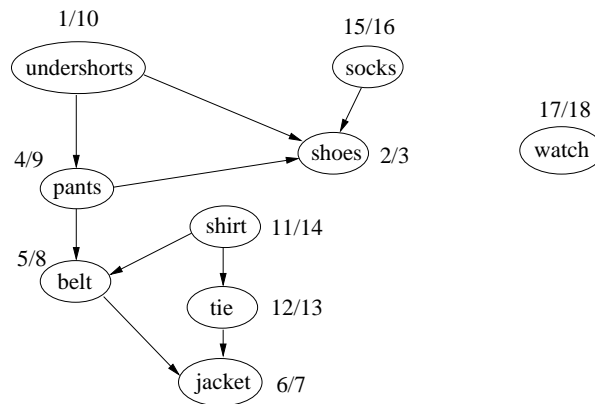 1/10
undershorts
15/16
socks
17/18
watch
shoes
2/3
4/9
pants
shirt
11/14
5/8
belt
tie
12/13
jacket
6/7